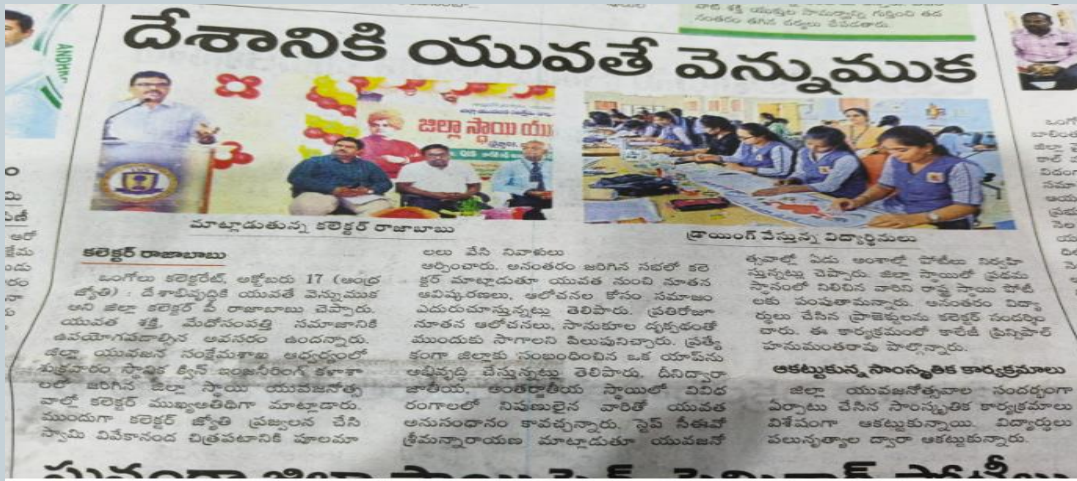 దేశానికి యువతే వెన్నుముక
జిల్లా స్థాయి యు
మాట్లాడుతున్న కలెక్టర్ రాజాబాబు
డ్రాయింగ్ వేస్తున్న విద్యార్థినులు
కలెక్టర్ రాజాబాబు
ఒంగోలు కలెక్టరేట్, అక్టోబరు 17 (ఆంధ్ర
జ్యోతి) : దేశాభివృద్ధికి యువతే వెన్నుముక
అని జిల్లా కలెక్టర్ పీ రాజాబాబు చెప్పారు.
యువత శక్తి, మేధోసంపత్తి సమాజానికి
ఉపయోగపడాల్సిన అవసరం ఉందన్నారు.
జిల్లా యువజన సంక్షేమశాఖ ఆధ్వర్యంలో
శుక్రవారం స్థానిక క్విస్ ఇంజనీరింగ్ కళాశా
లలో జరిగిన జిల్లా స్థాయి యువజనోత్స
వాల్లో కలెక్టర్ ముఖ్యఅతిథిగా మాట్లాడారు.
ముందుగా కలెక్టర్ జ్యోతి ప్రజ్వలన చేసి
స్వామి వివేకానంద చిత్రపటానికి పూలమా
లలు వేసి నివాళులు
అర్పించారు. అనంతరం జరిగిన సభలో కలె
క్టర్ మాట్లాడుతూ యువత నుంచి నూతన
ఆవిష్కరణలు, ఆలోచనల కోసం సమాజం
ఎదురుచూస్తున్నట్లు తెలిపారు. ప్రతిరోజూ
నూతన ఆలోచనలు, సానుకూల దృక్పథంతో
ముందుకు సాగాలని పిలుపునిచ్చారు. ప్రత్యే
కంగా జిల్లాకు సంబంధించిన ఒక యాప్‌ను
అభివృద్ధి చేస్తున్నట్లు తెలిపారు. దీనిద్వారా
జాతీయ, అంతర్జాతీయ స్థాయిలో వివిధ
రంగాలలో నిపుణులైన వారితో యువత
అనుసంధానం కావచ్చన్నారు. స్టెప్ సీఈవో
శ్రీమన్నారాయణ మాట్లాడుతూ యువజనో
త్సవాల్లో ఏడు అంశాల్లో పోటీలు నిర్వహి
స్తున్నట్లు చెప్పారు. జిల్లా స్థాయిలో ప్రథమ
స్థానంలో నిలిచిన వారిని రాష్ట్ర స్థాయి పోటీ
లకు పంపుతామన్నారు. అనంతరం విద్యా
ర్థులు చేసిన ప్రాజెక్టులను కలెక్టర్ సందర్శిం
చారు. ఈ కార్యక్రమంలో కాలేజీ ప్రిన్సిపాల్
హనుమంతరావు పాల్గొన్నారు.
ఆకట్టుకున్న సాంస్కృతిక కార్యక్రమాలు
జిల్లా యువజనోత్సవాల సందర్భంగా
ఏర్పాటు చేసిన సాంస్కృతిక కార్యక్రమాలు
విశేషంగా ఆకట్టుకున్నాయి. విద్యార్థులు
పలునృత్యాల ద్వారా ఆకట్టుకున్నారు.